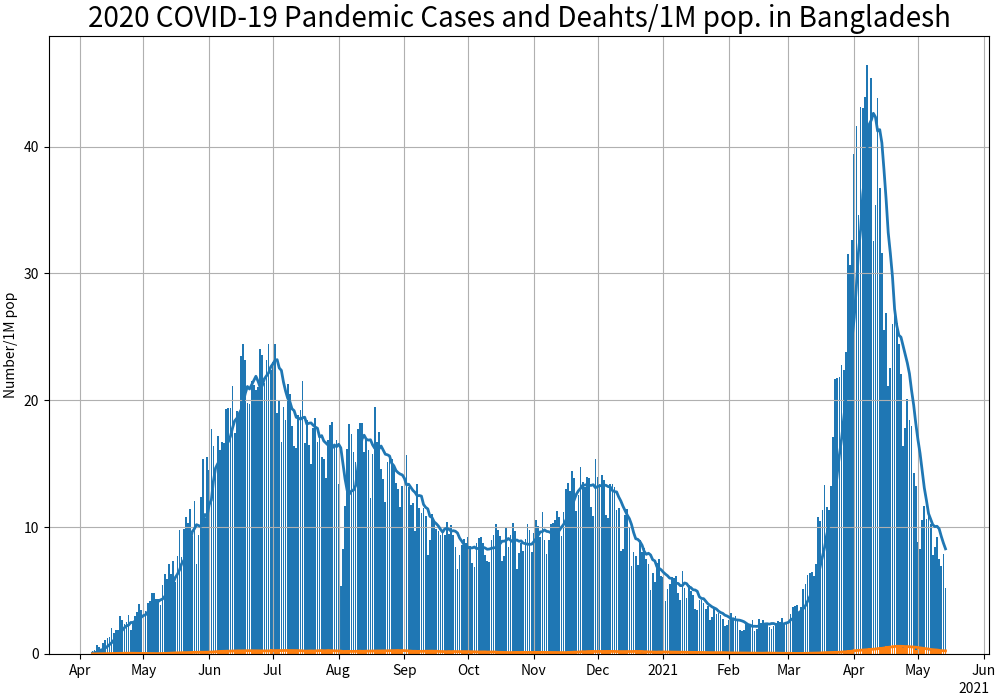 2020 COVID-19 Pandemic Cases and Deahts/1M pop. in Bangladesh
Number/1M pop
40
30
20
10
0
Apr May Jun Jul Aug Sep Oct Nov Dec 2021 Feb Mar Apr May Jun
2021